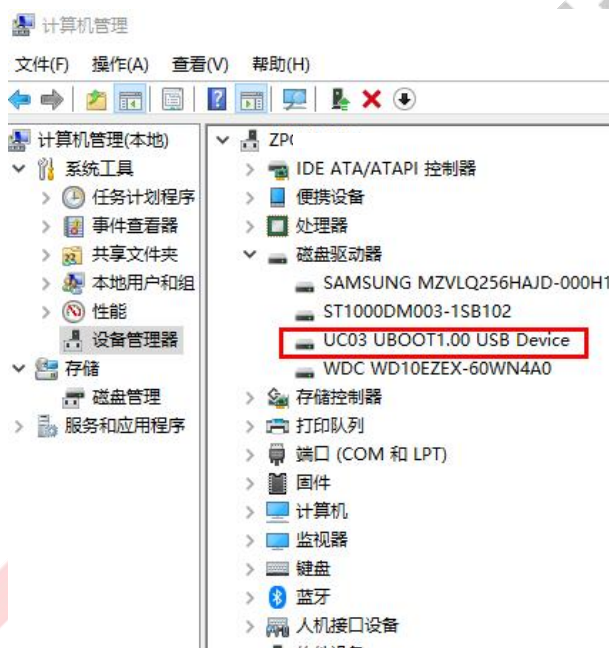 计算机管理
文件(F) 操作(A) 查看(V) 帮助(H)
计算机管理(本地)
系统工具
任务计划程序
事件查看器
共享文件夹
本地用户和组
性能
设备管理器
存储
磁盘管理
服务和应用程序
ZP
IDE ATA/ATAPI 控制器
便携设备
处理器
磁盘驱动器
SAMSUNG MZVLQ256HAJD-000H1
ST1000DM003-1SB102
UC03 UBOOT1.00 USB Device
WDC WD10EZEX-60WN4A0
存储控制器
打印队列
端口 (COM 和 LPT)
固件
计算机
监视器
键盘
蓝牙
人机接口设备